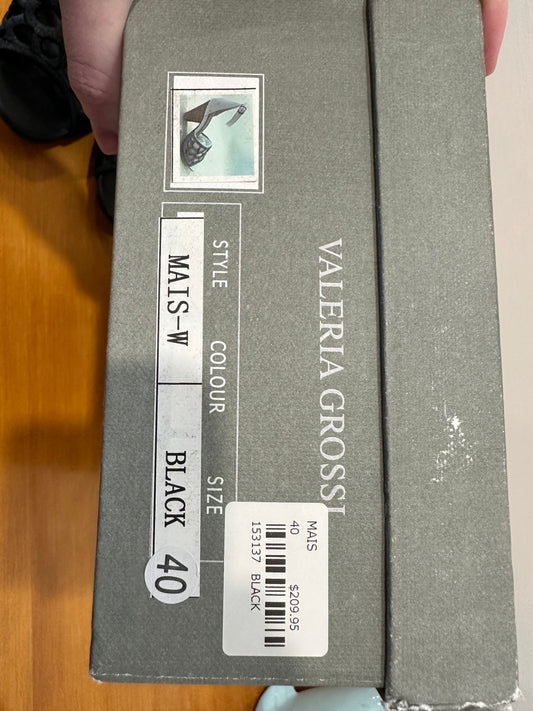 VALERIA GROSSI
STYLE COLOUR SIZE
MAIS-W BLACK 40
MAIS
40 $209.95
153137 BLACK